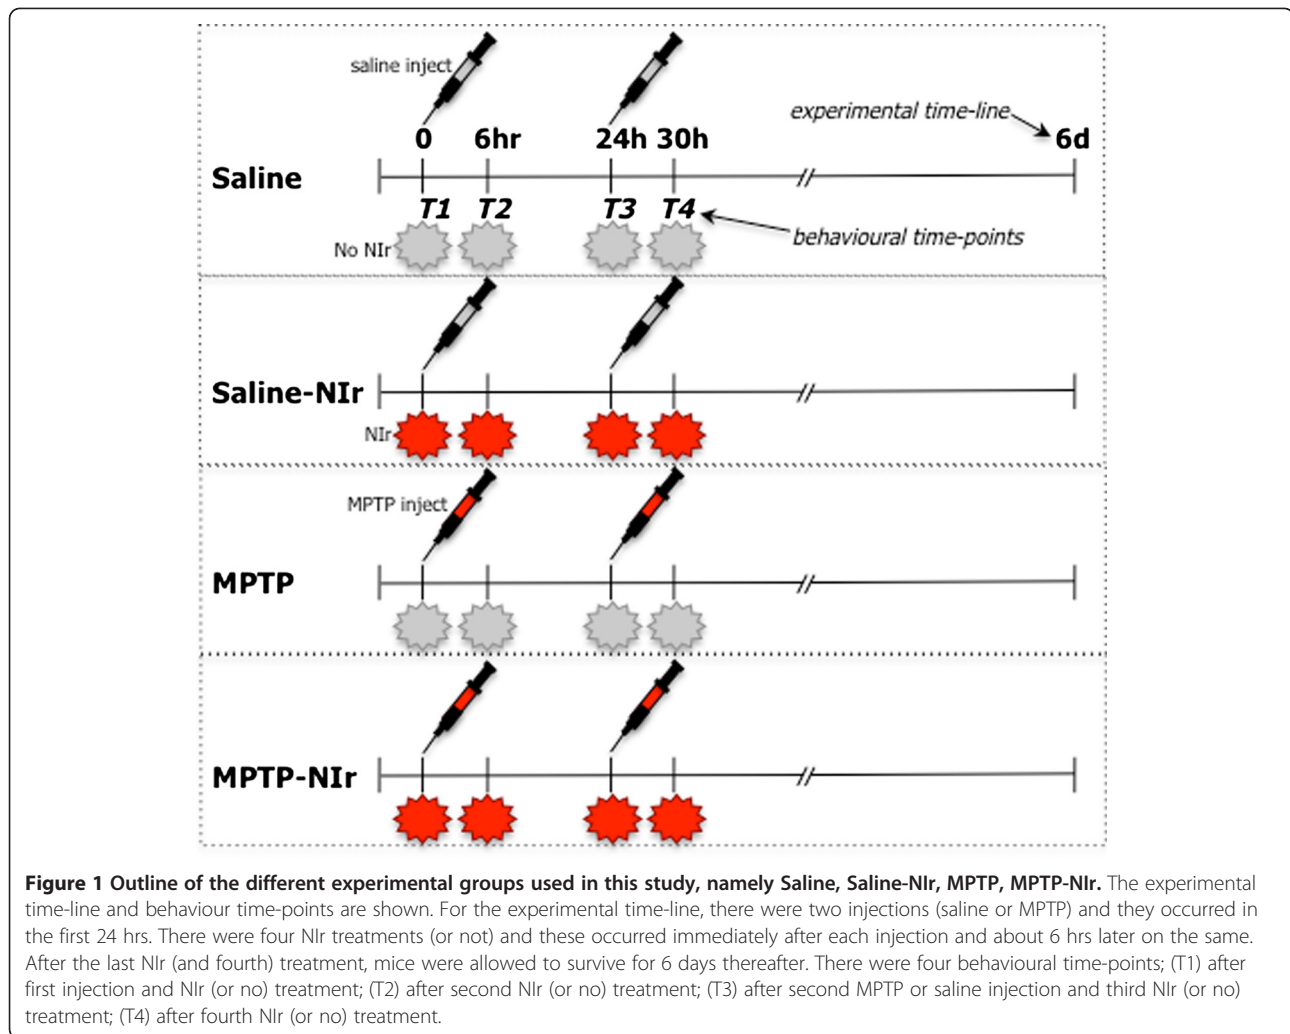 saline inject
experimental time-line
0 6hr 24h 30h 6d
Saline
T1 T2 T3 T4
behavioural time-points
No NIr
Saline-NIr
NIr
MPTP inject
MPTP
MPTP-NIr
Figure 1 Outline of the different experimental groups used in this study, namely Saline, Saline-NIr, MPTP, MPTP-NIr. The experimental
time-line and behaviour time-points are shown. For the experimental time-line, there were two injections (saline or MPTP) and they occurred in
the first 24 hrs. There were four NIr treatments (or not) and these occurred immediately after each injection and about 6 hrs later on the same.
After the last NIr (and fourth) treatment, mice were allowed to survive for 6 days thereafter. There were four behavioural time-points; (T1) after
first injection and NIr (or no) treatment; (T2) after second NIr (or no) treatment; (T3) after second MPTP or saline injection and third NIr (or no)
treatment; (T4) after fourth NIr (or no) treatment.